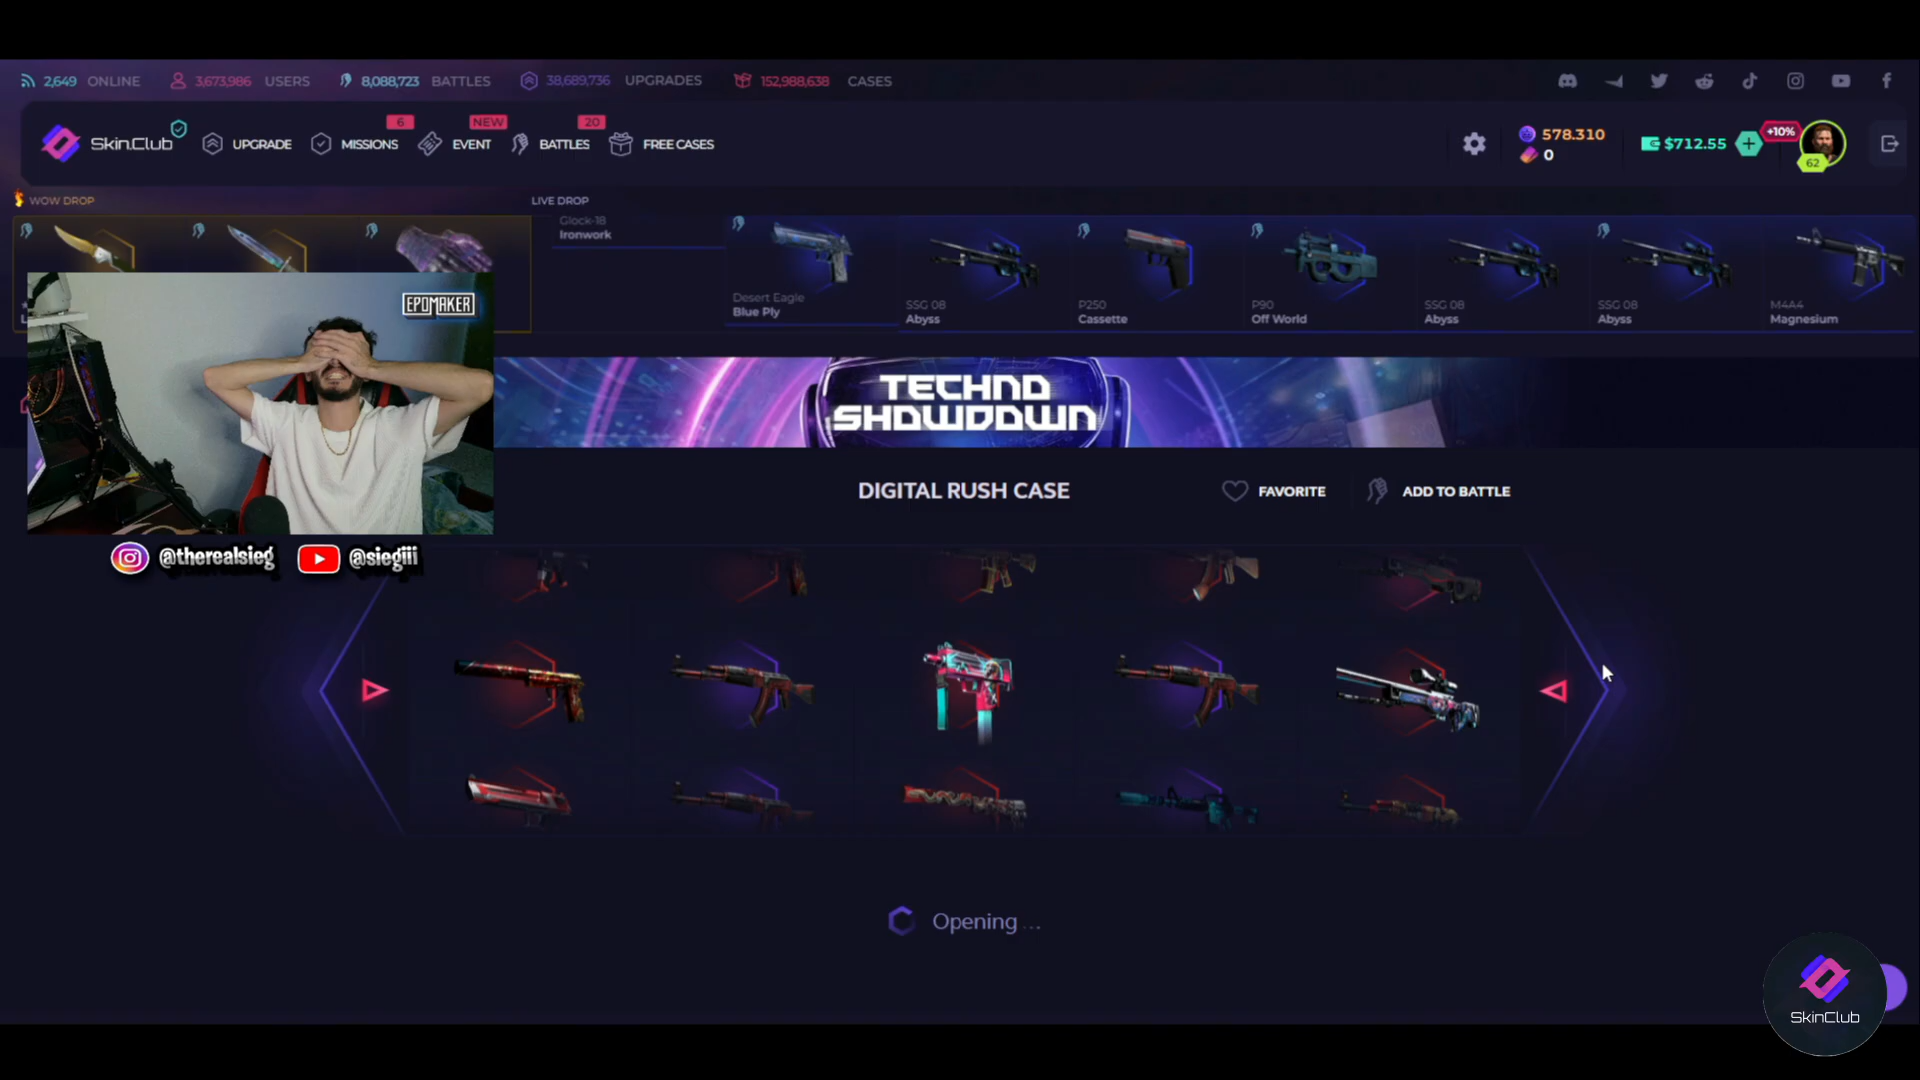 2,649 ONLINE 3,673,986 USERS 8,088,723 BATTLES 38,689,736 UPGRADES 152,988,638 CASES
6 NEW 20
SkinClub UPGRADE MISSIONS EVENT BATTLES FREE CASES
578.310
0
$712.55
+10%
62
WOW DROP
LIVE DROP
Glock-18
Ironwork
Desert Eagle
Blue Ply
SSG 08
Abyss
P250
Cassette
P90
Off World
SSG 08
Abyss
SSG 08
Abyss
M4A4
Magnesium
EPOMAKER
TECHNO
SHOWDOWN
DIGITAL RUSH CASE
FAVORITE
ADD TO BATTLE
@therealsieg @siegiii
Opening ...
SkinClub